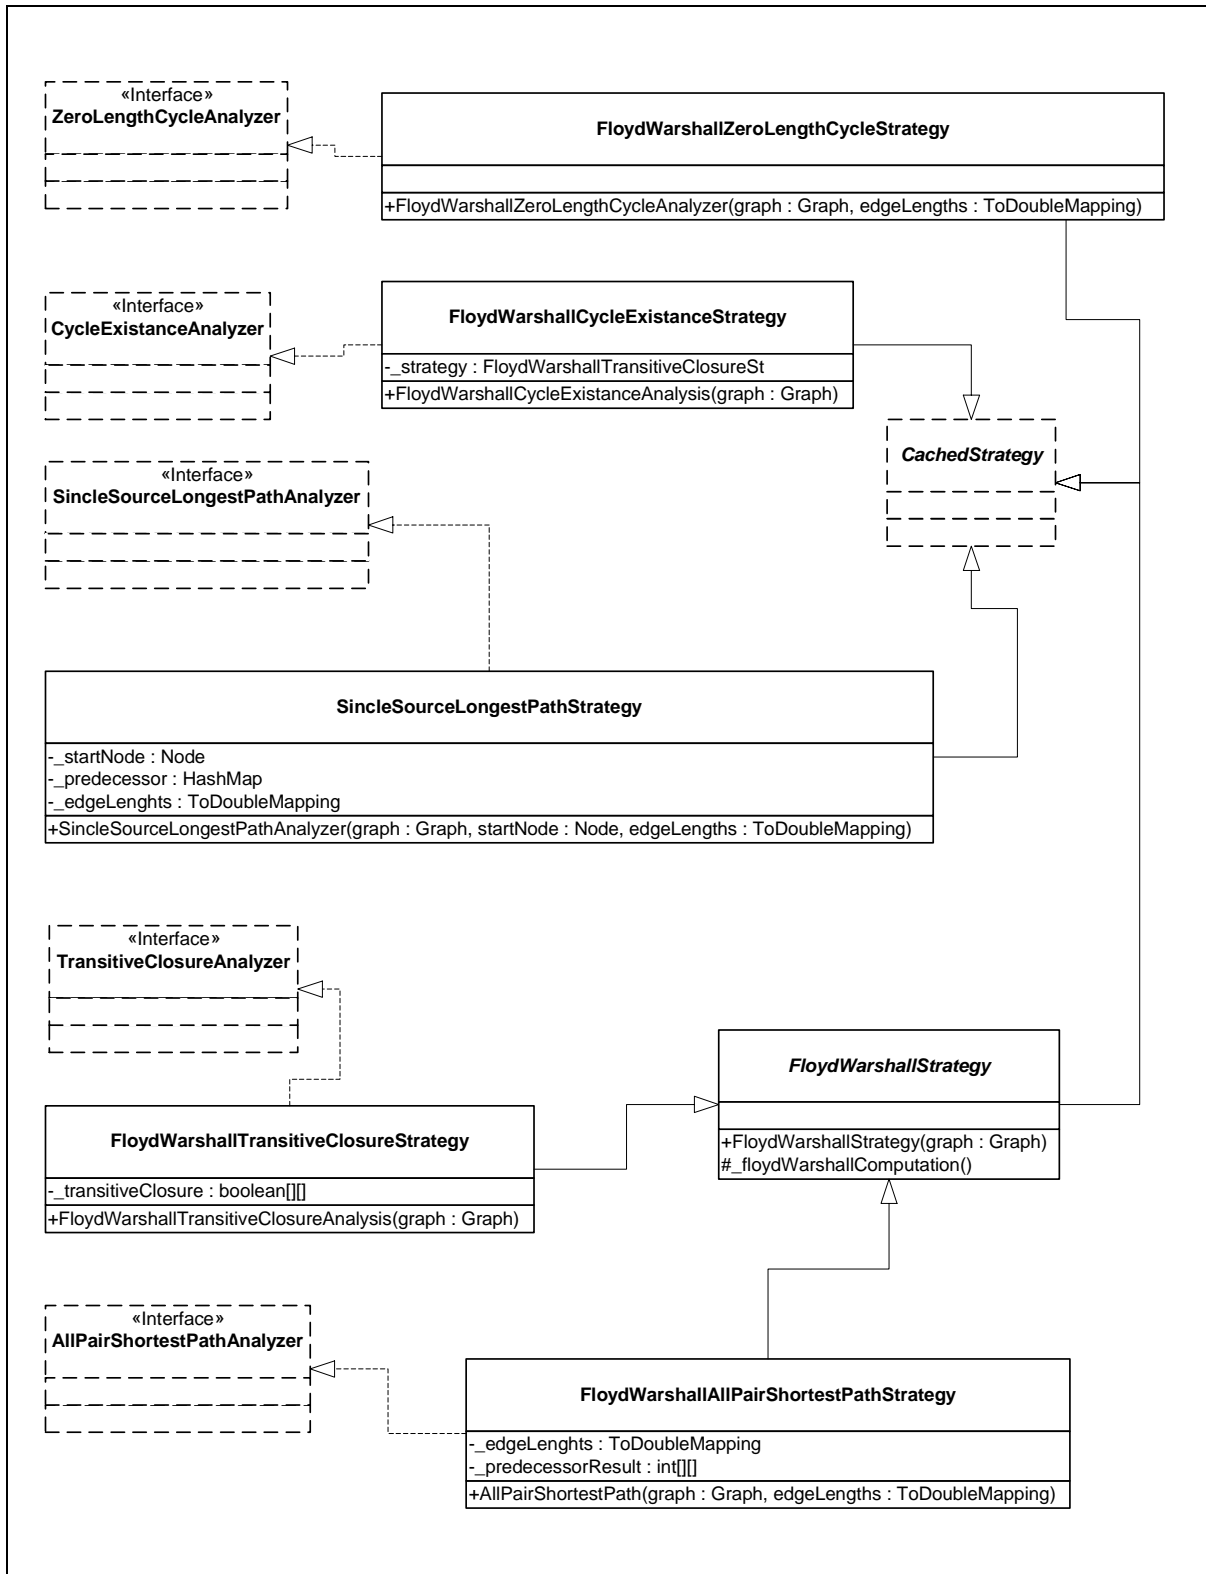 «Interface»
ZeroLengthCycleAnalyzer
FloydWarshallZeroLengthCycleStrategy
+FloydWarshallZeroLengthCycleAnalyzer(graph : Graph, edgeLengths : ToDoubleMapping)
«Interface»
CycleExistanceAnalyzer
FloydWarshallCycleExistanceStrategy
-_strategy : FloydWarshallTransitiveClosureSt
+FloydWarshallCycleExistanceAnalysis(graph : Graph)
CachedStrategy
«Interface»
SincleSourceLongestPathAnalyzer
SincleSourceLongestPathStrategy
-_startNode : Node
-_predecessor : HashMap
-_edgeLenghts : ToDoubleMapping
+SincleSourceLongestPathAnalyzer(graph : Graph, startNode : Node, edgeLengths : ToDoubleMapping)
«Interface»
TransitiveClosureAnalyzer
FloydWarshallStrategy
+FloydWarshallStrategy(graph : Graph)
#_floydWarshallComputation()
FloydWarshallTransitiveClosureStrategy
-_transitiveClosure : boolean[][]
+FloydWarshallTransitiveClosureAnalysis(graph : Graph)
«Interface»
AllPairShortestPathAnalyzer
FloydWarshallAllPairShortestPathStrategy
-_edgeLenghts : ToDoubleMapping
-_predecessorResult : int[][]
+AllPairShortestPath(graph : Graph, edgeLengths : ToDoubleMapping)